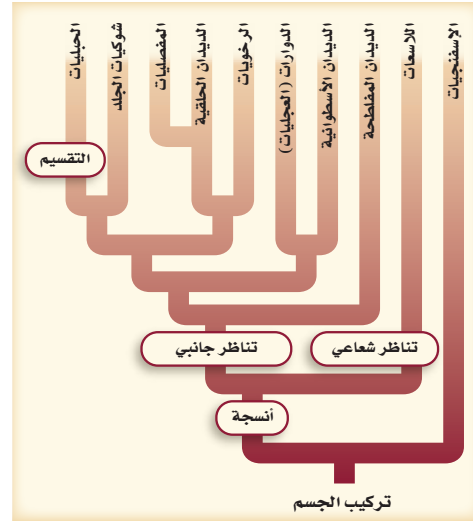 الإسفنجيات
اللاسعات
الديدان المفلطحة
الديدان الأسطوانية
الدوارات (العجليات)
الرخويات
الديدان الحلقية
المفصليات
شوكيات الجلد
الحبليات
التقسيم
تناظر شعاعي
تناظر جانبي
أنسجة
تركيب الجسم